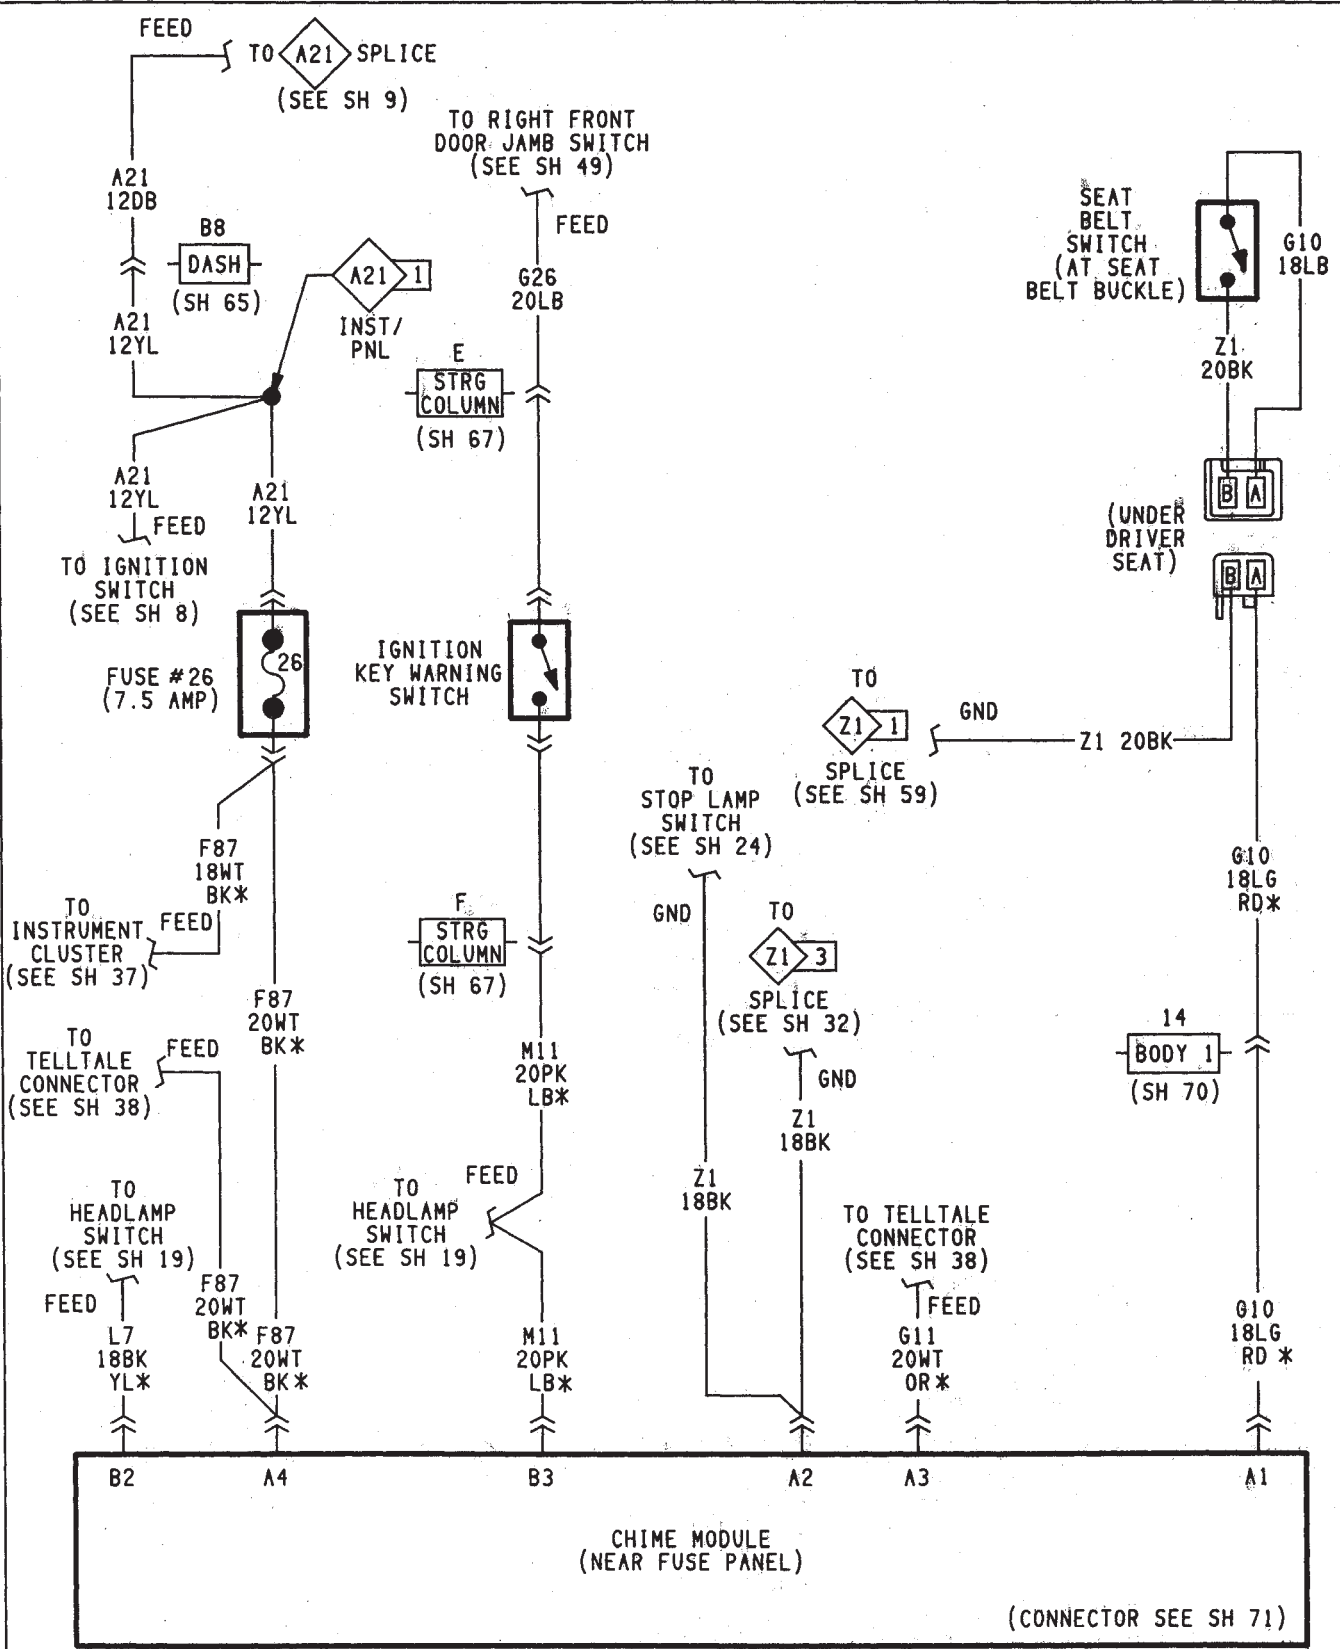 FEED
TO A21 SPLICE
(SEE SH 9)
TO RIGHT FRONT
DOOR JAMB SWITCH
(SEE SH 49)
FEED
A21
12DB
B8
DASH
(SH 65)
A21
12YL
A21 1
INST/
PNL
G26
20LB
E
STRG
COLUMN
(SH 67)
SEAT
BELT
SWITCH
(AT SEAT
BELT BUCKLE)
G10
18LB
Z1
20BK
B A
(UNDER
DRIVER
SEAT)
B A
A21
12YL
FEED
TO IGNITION
SWITCH
(SEE SH 8)
A21
12YL
FUSE #26
(7.5 AMP)
26
IGNITION
KEY WARNING
SWITCH
TO
Z1 1
SPLICE
(SEE SH 59)
GND
Z1 20BK
TO
STOP LAMP
SWITCH
(SEE SH 24)
GND
F87
18WT
BK*
TO
INSTRUMENT
CLUSTER
(SEE SH 37)
FEED
F
STRG
COLUMN
(SH 67)
TO
Z1 3
SPLICE
(SEE SH 32)
GND
G10
18LG
RD*
F87
20WT
BK*
TO
TELLTALE
CONNECTOR
(SEE SH 38)
FEED
M11
20PK
LB*
Z1
18BK
14
BODY 1
(SH 70)
TO
HEADLAMP
SWITCH
(SEE SH 19)
FEED
TO
HEADLAMP
SWITCH
(SEE SH 19)
FEED
Z1
18BK
TO TELLTALE
CONNECTOR
(SEE SH 38)
FEED
L7
18BK
YL*
F87
20WT
BK*
F87
20WT
BK*
M11
20PK
LB*
G11
20WT
OR*
G10
18LG
RD *
B2 A4 B3 A2 A3 A1
CHIME MODULE
(NEAR FUSE PANEL)
(CONNECTOR SEE SH 71)